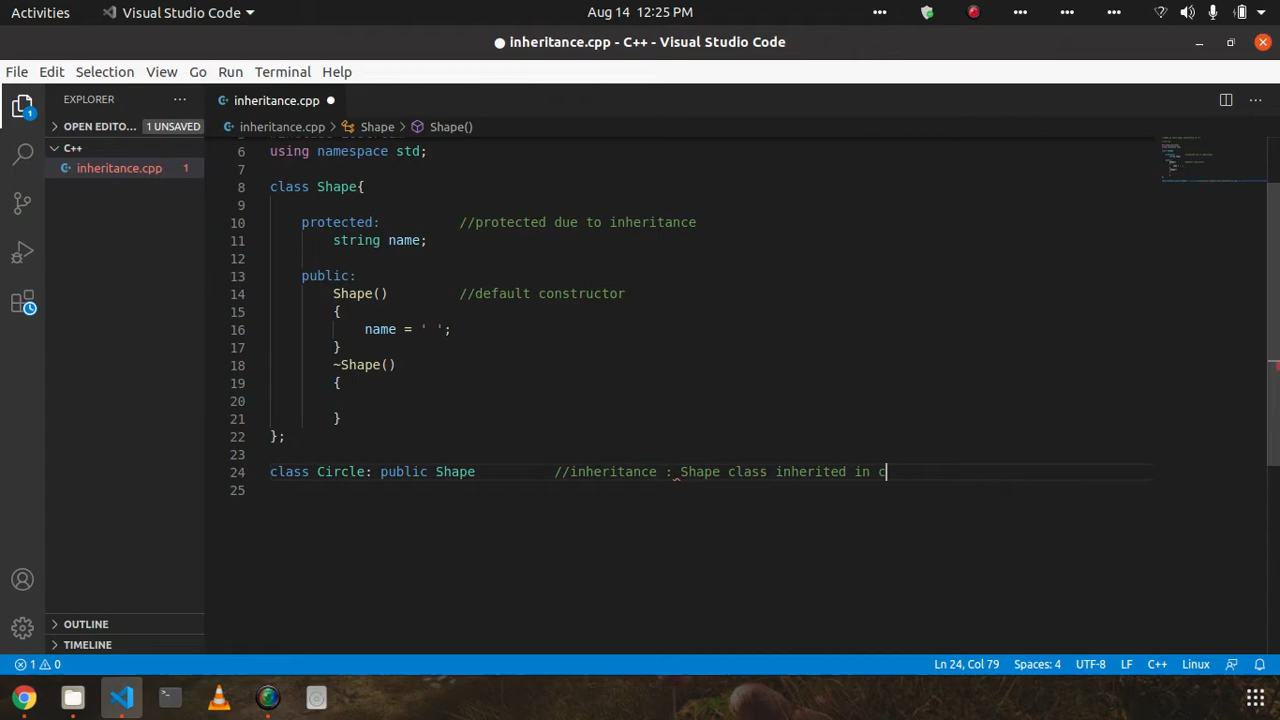 Activities Visual Studio Code Aug 14 12:25 PM
inheritance.cpp - C++ - Visual Studio Code
File Edit Selection View Go Run Terminal Help
EXPLORER inheritance.cpp
OPEN EDITO... 1 UNSAVED inheritance.cpp > Shape > Shape()
C++
inheritance.cpp 1
6 using namespace std;
7
8 class Shape{
9
10 protected: //protected due to inheritance
11 string name;
12
13 public:
14 Shape() //default constructor
15 {
16 name = ' ';
17 }
18 ~Shape()
19 {
20
21 }
22 };
23
24 class Circle: public Shape //inheritance : Shape class inherited in c
25
OUTLINE
TIMELINE
1 0 Ln 24, Col 79 Spaces: 4 UTF-8 LF C++ Linux